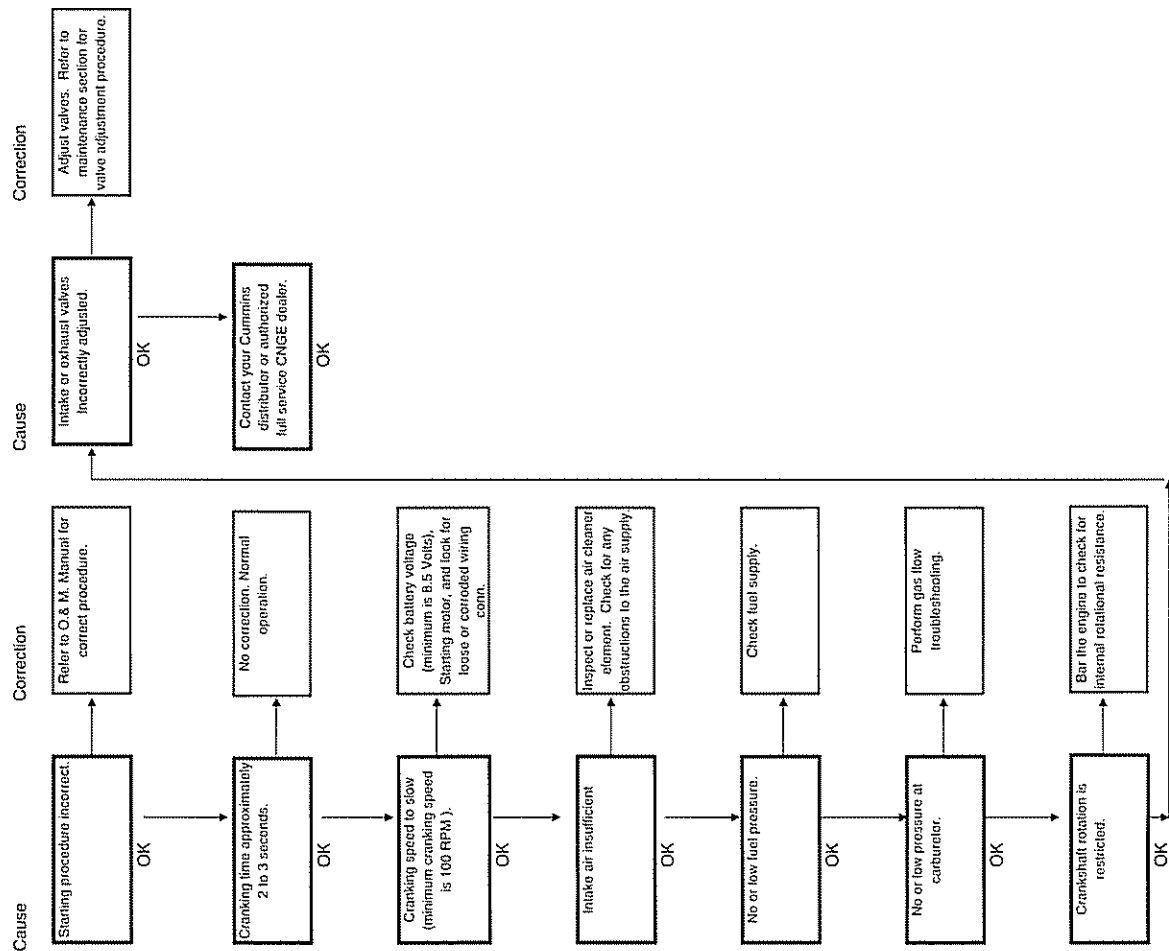 Cause
Correction
Starting procedure incorrect.
Refer to O. & M. Manual for
correct procedure.
OK
Cranking time approximately
2 to 3 seconds.
No correction. Normal
operation.
OK
Cranking speed to slow
(minimum cranking speed
is 100 RPM ).
Check battery voltage
(minimum is 8.5 Volts),
Starting motor, and look for
loose or corroded wiring
conn.
OK
Intake air insufficient
Inspect or replace air cleaner
element. Check for any
obstructions to the air supply.
OK
No or low fuel pressure.
Check fuel supply.
OK
No or low pressure at
carburetor.
Perform gas flow
troubleshooting.
OK
Crankshaft rotation is
restricted.
Bar the engine to check for
internal rotational resistance.
OK
Cause
Correction
Intake or exhaust valves
Incorrectly adjusted.
Adjust valves. Refer to
maintenance section for
valve adjustment procedure.
OK
Contact your Cummins
distributor or authorized
full service CNGE dealer.
OK